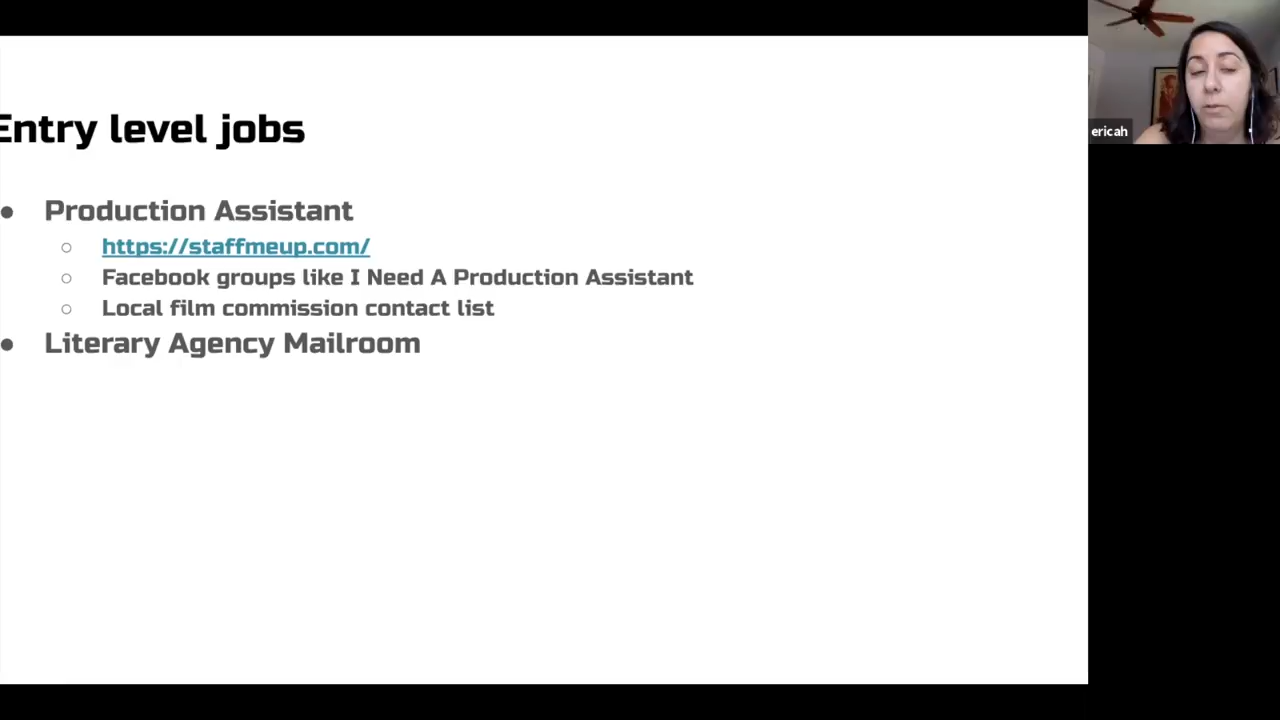 Entry level jobs
● Production Assistant
○ https://staffmeup.com/
○ Facebook groups like I Need A Production Assistant
○ Local film commission contact list
● Literary Agency Mailroom
ericah